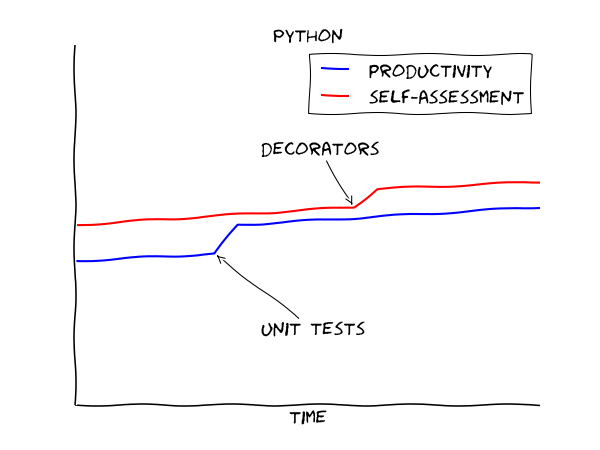 PYTHON
PRODUCTIVITY
SELF-ASSESSMENT
DECORATORS
UNIT TESTS
TIME